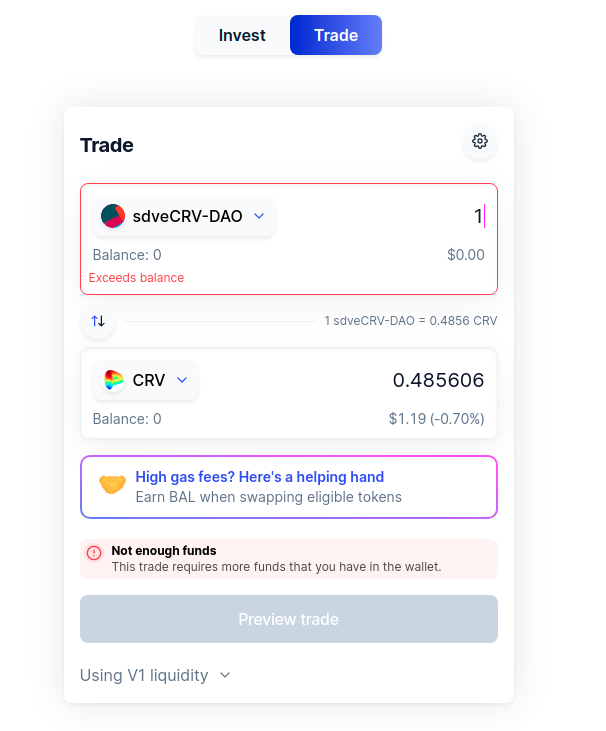 Invest Trade
Trade
sdveCRV-DAO 1
Balance: 0 $0.00
Exceeds balance
1 sdveCRV-DAO = 0.4856 CRV
CRV 0.485606
Balance: 0 $1.19 (-0.70%)
High gas fees? Here's a helping hand
Earn BAL when swapping eligible tokens
Not enough funds
This trade requires more funds that you have in the wallet.
Preview trade
Using V1 liquidity